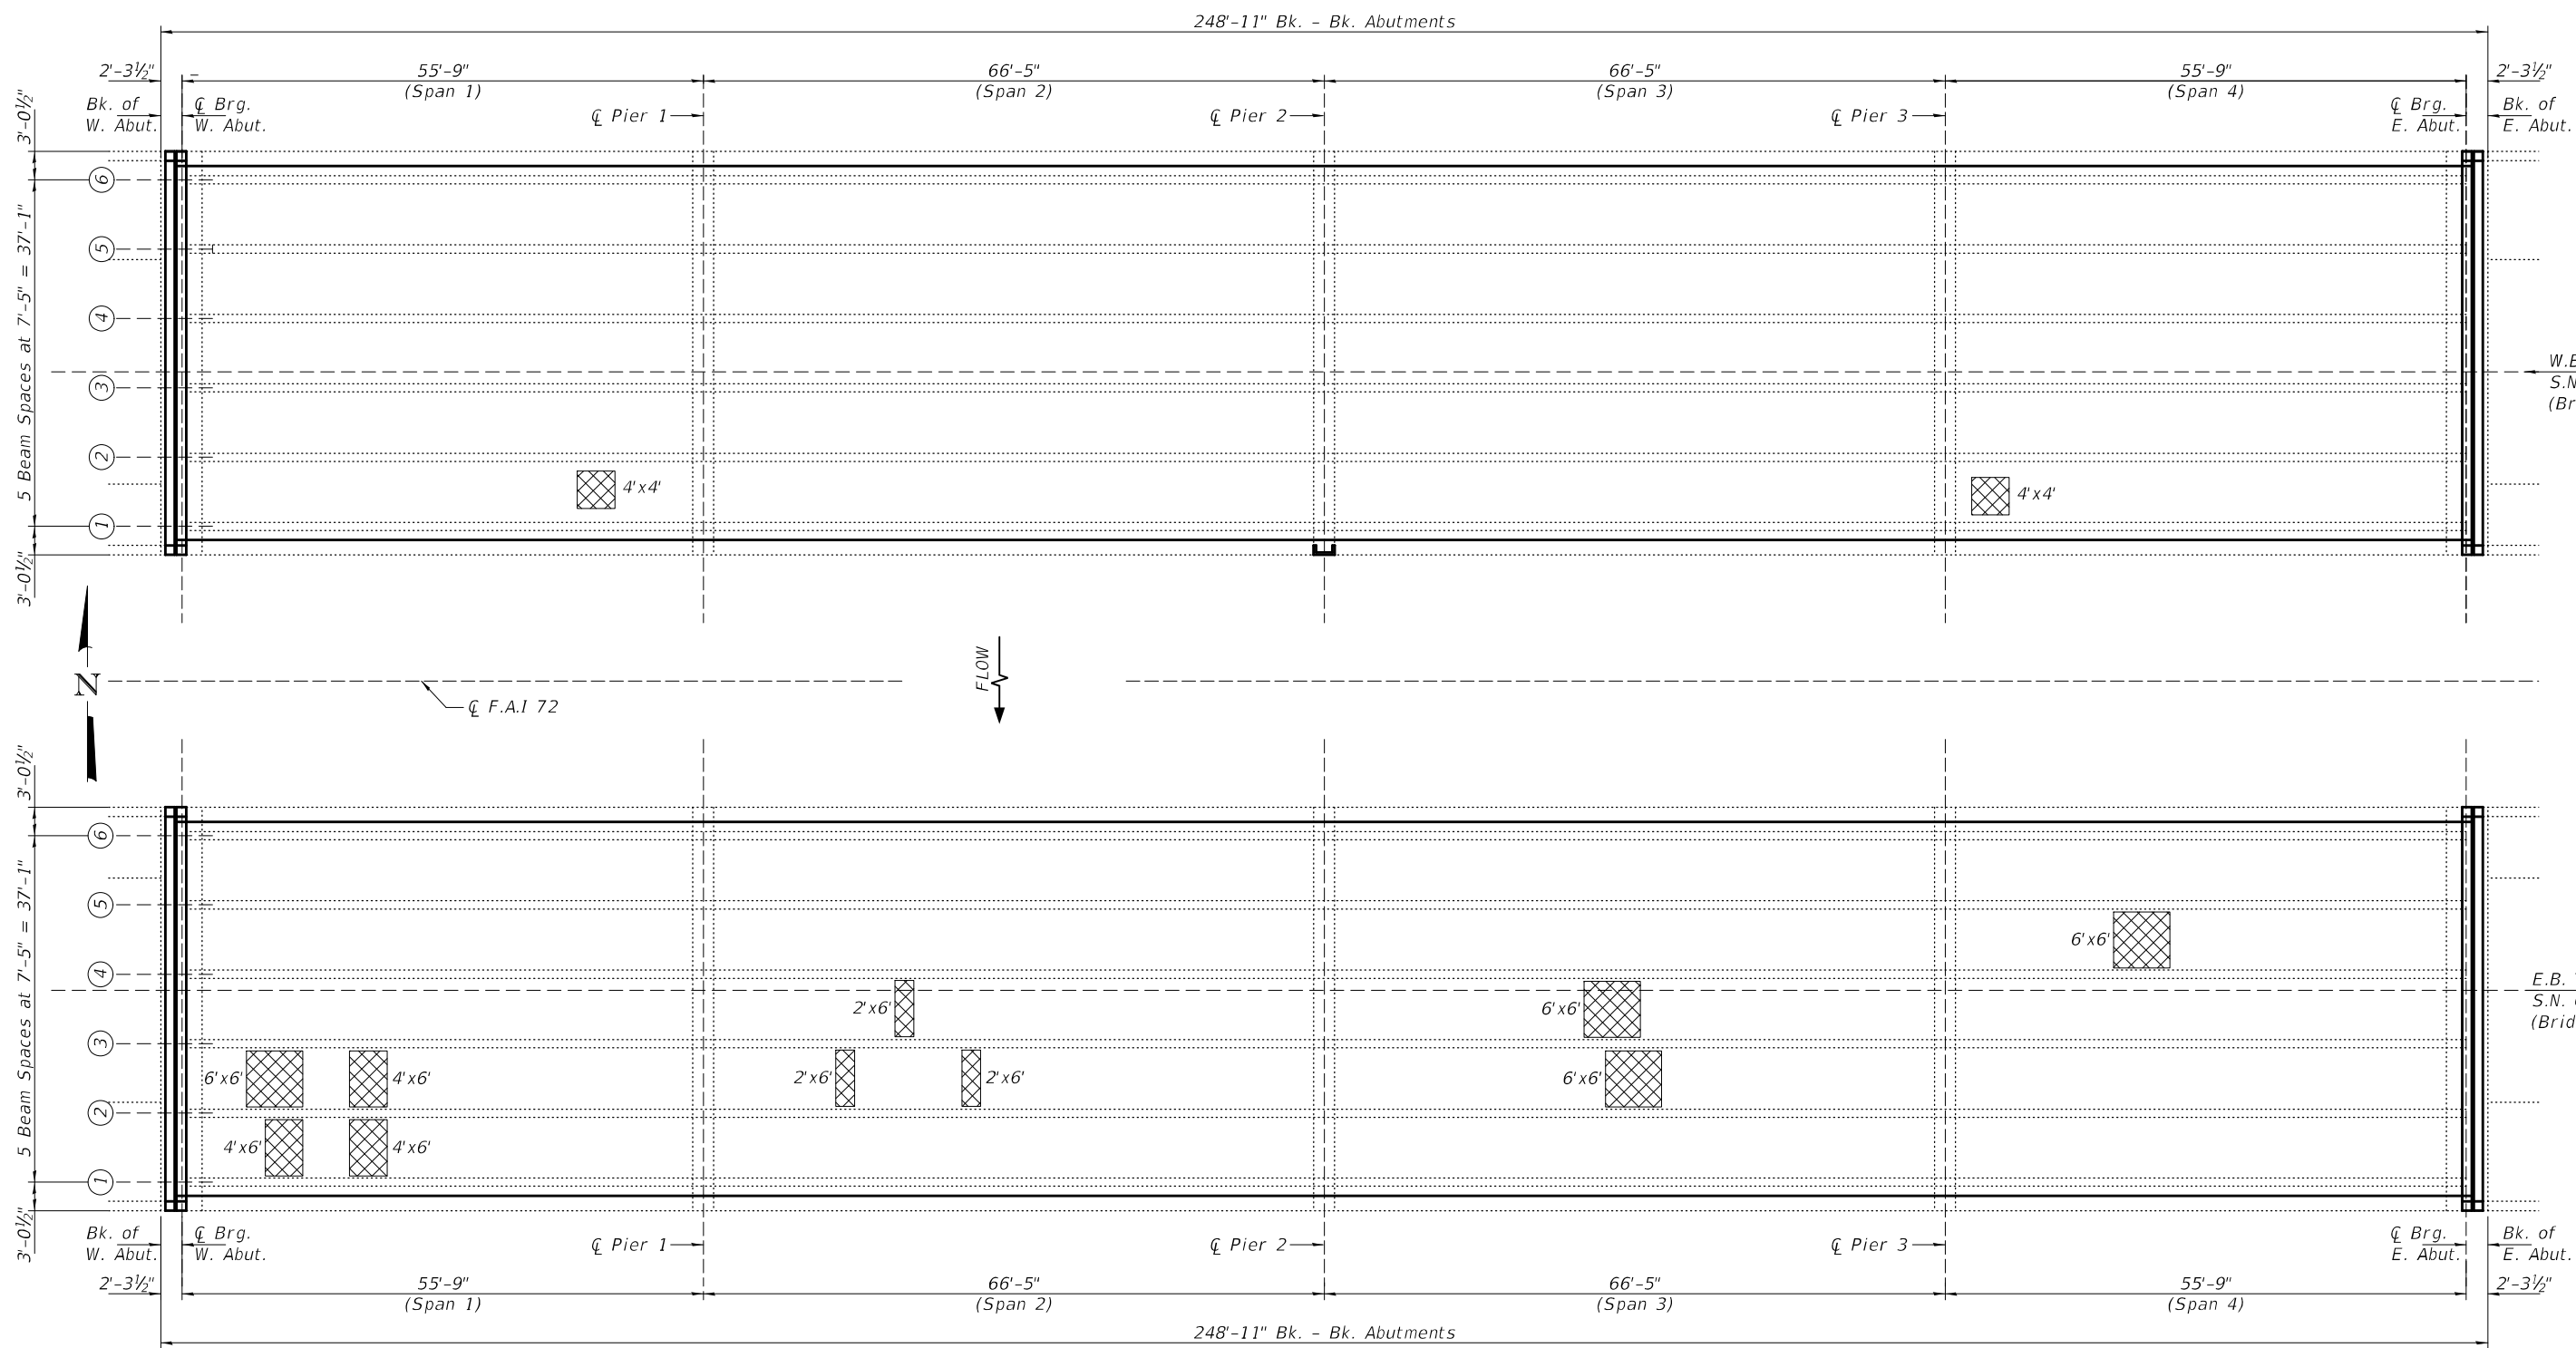 248'-11" Bk. - Bk. Abutments
2'-3½" 55'-9" 66'-5" 66'-5" 55'-9" 2'-3½"
(Span 1) (Span 2) (Span 3) (Span 4)
Bk. of ℄ Brg. ℄ Brg. Bk. of
W. Abut. W. Abut. ℄ Pier 1 ℄ Pier 2 ℄ Pier 3 E. Abut. E. Abut.
3'-0½"
5 Beam Spaces at 7'-5" = 37'-1"
3'-0½"
6
5
4
3
2
1
W.B
S.N
(Br
4'x4' 4'x4'
N
℄ F.A.I 72
FLOW
3'-0½"
5 Beam Spaces at 7'-5" = 37'-1"
3'-0½"
6
5
4
3
2
1
6'x6'
E.B.
S.N.
(Brid
2'x6' 6'x6'
6'x6' 4'x6' 2'x6' 2'x6' 6'x6'
4'x6' 4'x6'
Bk. of ℄ Brg. ℄ Brg. Bk. of
W. Abut. W. Abut. ℄ Pier 1 ℄ Pier 2 ℄ Pier 3 E. Abut. E. Abut.
2'-3½" 55'-9" 66'-5" 66'-5" 55'-9" 2'-3½"
(Span 1) (Span 2) (Span 3) (Span 4)
248'-11" Bk. - Bk. Abutments